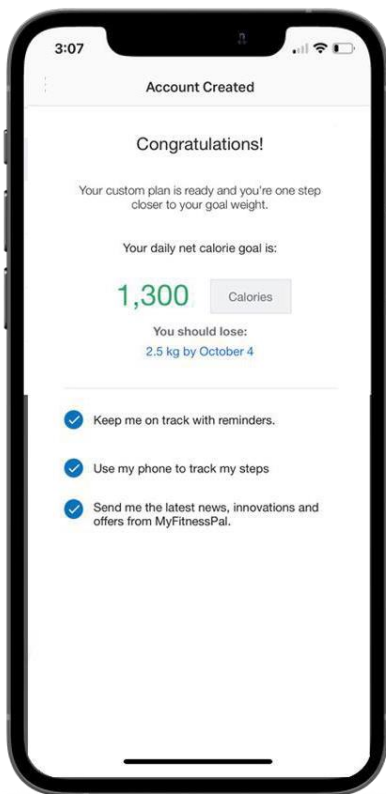 3:07
Account Created
Congratulations!
Your custom plan is ready and you're one step
closer to your goal weight.
Your daily net calorie goal is:
1,300 Calories
You should lose:
2.5 kg by October 4
Keep me on track with reminders.
Use my phone to track my steps
Send me the latest news, innovations and
offers from MyFitnessPal.